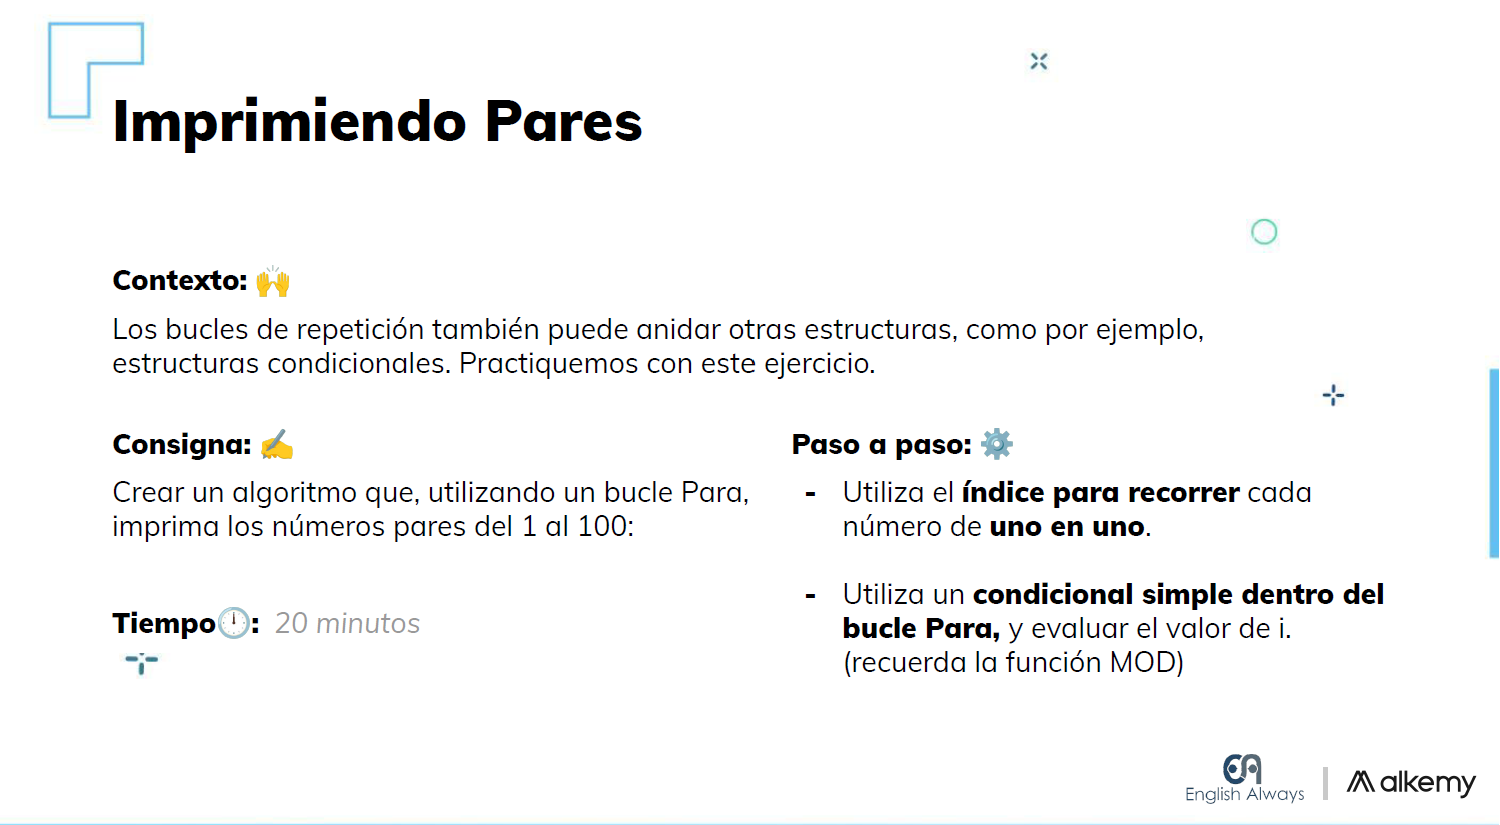 Imprimiendo Pares
Contexto: 🙌
Los bucles de repetición también puede anidar otras estructuras, como por ejemplo,
estructuras condicionales. Practiquemos con este ejercicio.
Consigna: ✍️
Crear un algoritmo que, utilizando un bucle Para,
imprima los números pares del 1 al 100:
Tiempo🕛: 20 minutos
Paso a paso: ⚙️
- Utiliza el índice para recorrer cada
número de uno en uno.
- Utiliza un condicional simple dentro del
bucle Para, y evaluar el valor de i.
(recuerda la función MOD)
English Always
alkemy